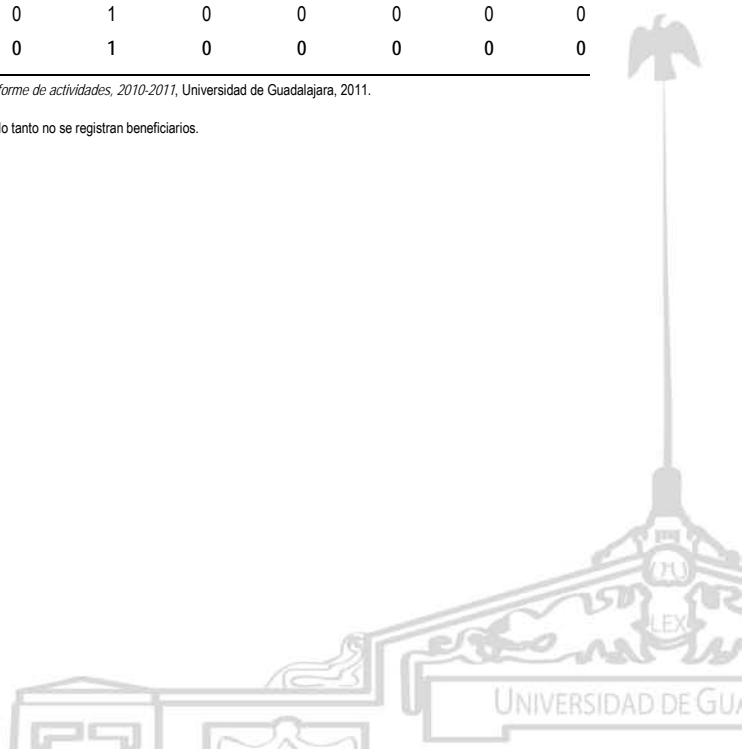 0 1 0 0 0 0 0
0 1 0 0 0 0 0
forme de actividades, 2010-2011, Universidad de Guadalajara, 2011.
lo tanto no se registran beneficiarios.
LEX
UNIVERSIDAD DE GUA